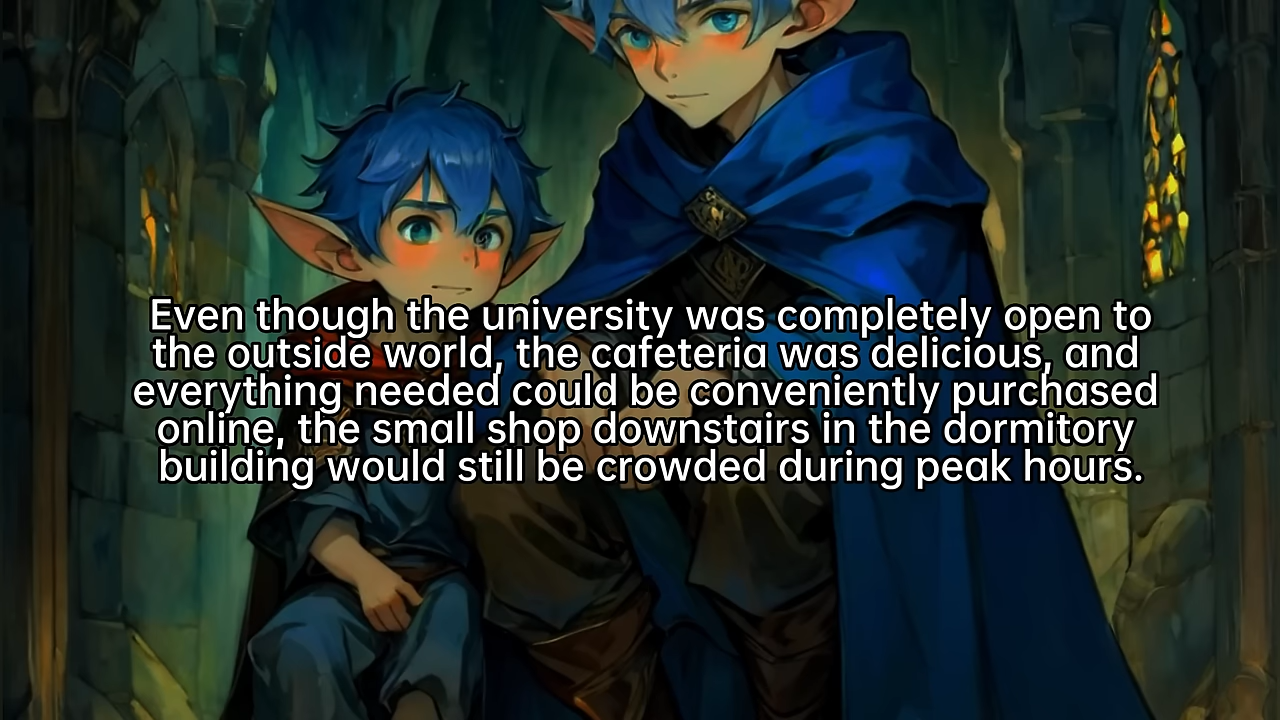 Even though the university was completely open to
the outside world, the cafeteria was delicious, and
everything needed could be conveniently purchased
online, the small shop downstairs in the dormitory
building would still be crowded during peak hours.